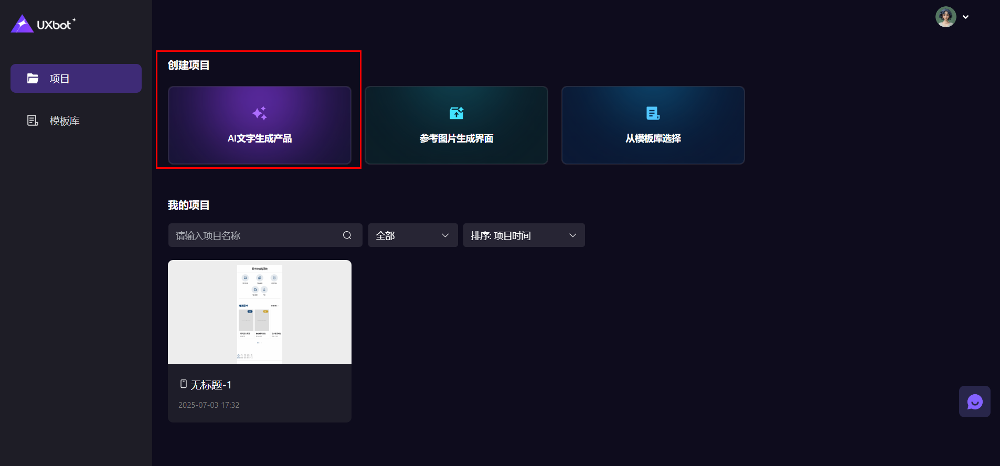 UXbot
项目
模板库
创建项目
AI文字生成产品
参考图片生成界面
从模板库选择
我的项目
请输入项目名称
全部
排序: 项目时间
无标题-1
2025-07-03 17:32